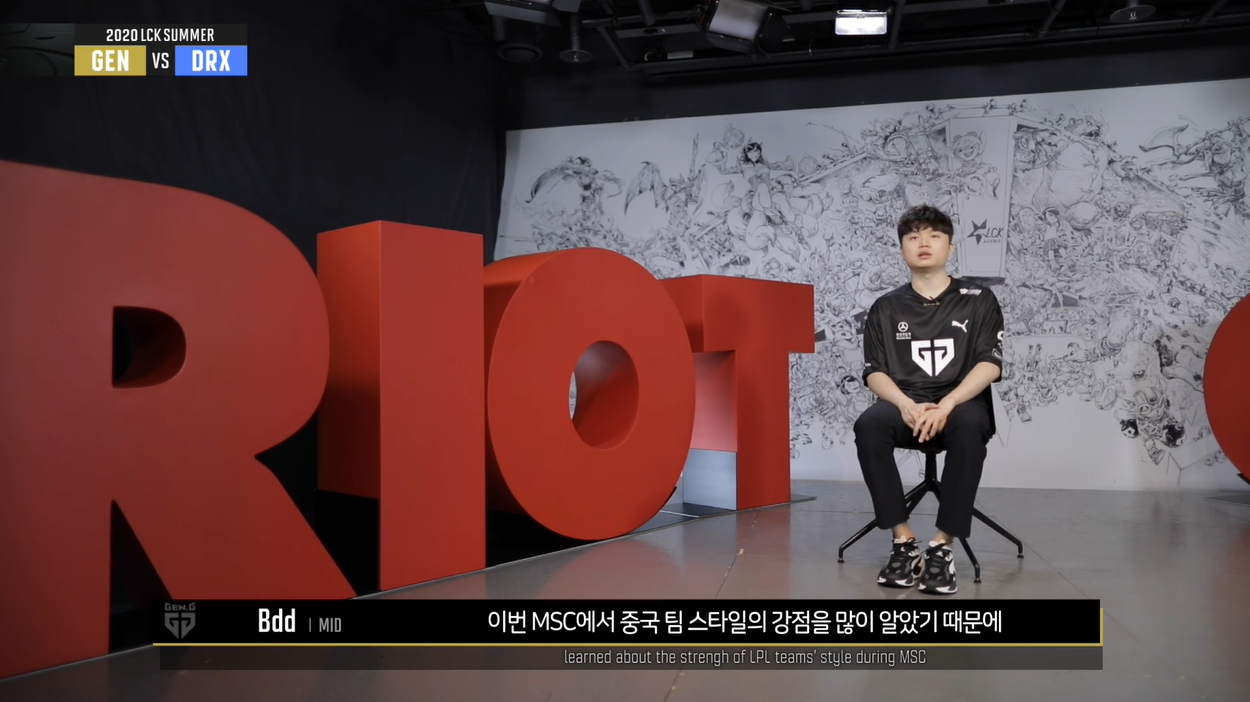 2020 LCK SUMMER
GEN VS DRX
RIOT
LCK
GEN.G
Bdd | MID
이번 MSC에서 중국 팀 스타일의 강점을 많이 알았기 때문에
learned about the strengh of LPL teams' style during MSC